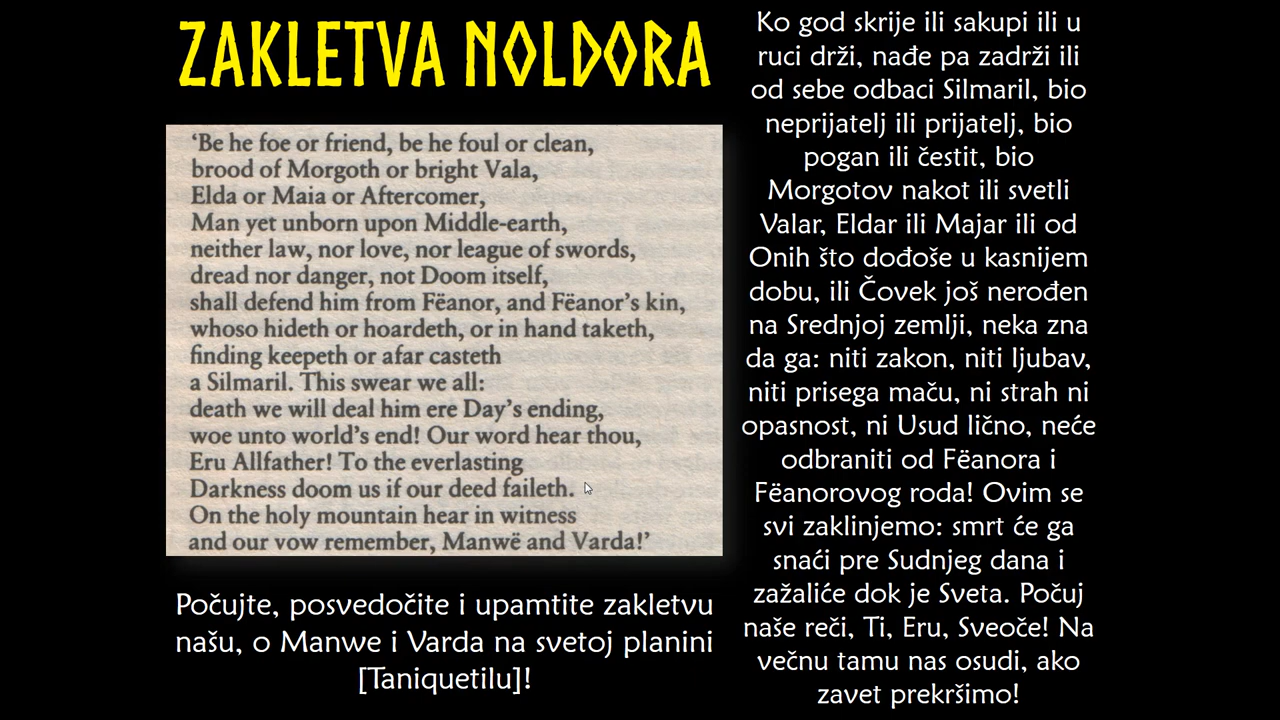 ZAKLETVA NOLDORA
‘Be he foe or friend, be he foul or clean,
brood of Morgoth or bright Vala,
Elda or Maia or Aftercomer,
Man yet unborn upon Middle-earth,
neither law, nor love, nor league of swords,
dread nor danger, not Doom itself,
shall defend him from Fëanor, and Fëanor’s kin,
whoso hideth or hoardeth, or in hand taketh,
finding keepeth or afar casteth
a Silmaril. This swear we all:
death we will deal him ere Day’s ending,
woe unto world’s end! Our word hear thou,
Eru Allfather! To the everlasting
Darkness doom us if our deed faileth.
On the holy mountain hear in witness
and our vow remember, Manwë and Varda!’
Ko god skrije ili sakupi ili u
ruci drži, nađe pa zadrži ili
od sebe odbaci Silmaril, bio
neprijatelj ili prijatelj, bio
pogan ili čestit, bio
Morgotov nakot ili svetli
Valar, Eldar ili Majar ili od
Onih što dođoše u kasnijem
dobu, ili Čovek još nerođen
na Srednjoj zemlji, neka zna
da ga: niti zakon, niti ljubav,
niti prisega maču, ni strah ni
opasnost, ni Usud lično, neće
odbraniti od Fëanora i
Fëanorovog roda! Ovim se
svi zaklinjemo: smrt će ga
snaći pre Sudnjeg dana i
zažaliće dok je Sveta. Počuj
naše reči, Ti, Eru, Sveoče! Na
večnu tamu nas osudi, ako
zavet prekršimo!
Počujte, posvedočite i upamtite zakletvu
našu, o Manwe i Varda na svetoj planini
[Taniquetilu]!